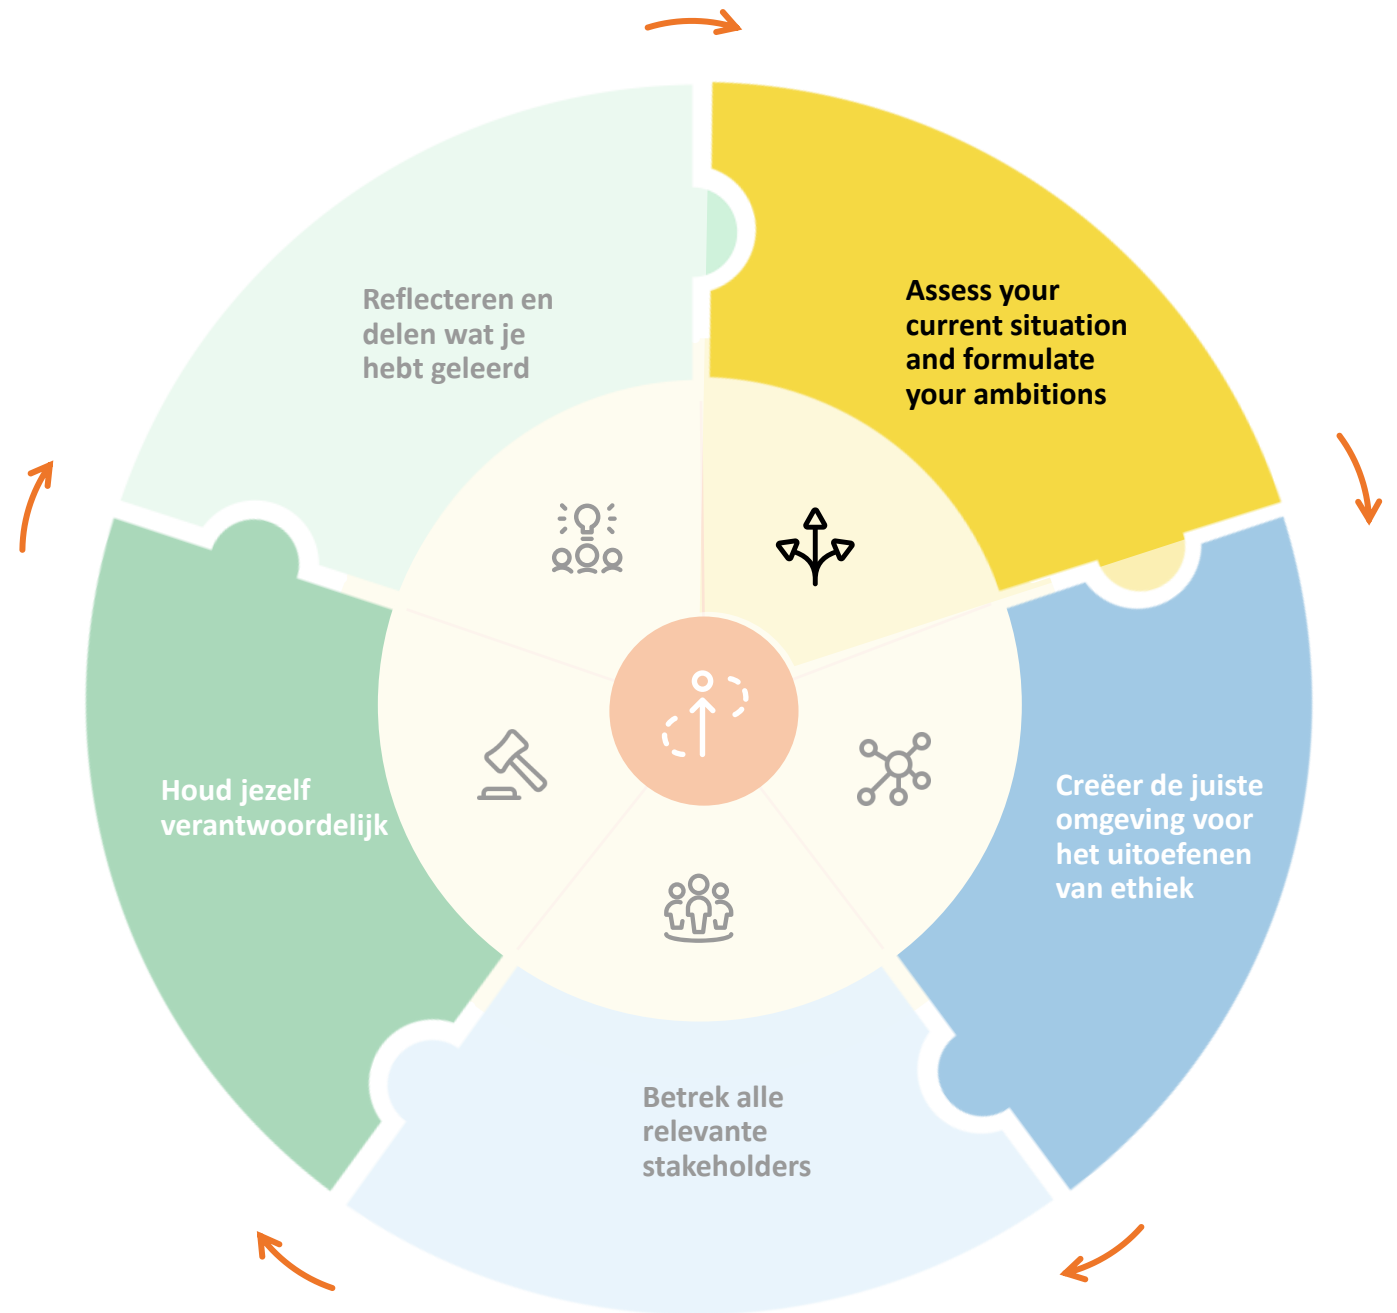 Reflecteren en
delen wat je
hebt geleerd
Assess your
current situation
and formulate
your ambitions
Houd jezelf
verantwoordelijk
Creëer de juiste
omgeving voor
het uitoefenen
van ethiek
Betrek alle
relevante
stakeholders